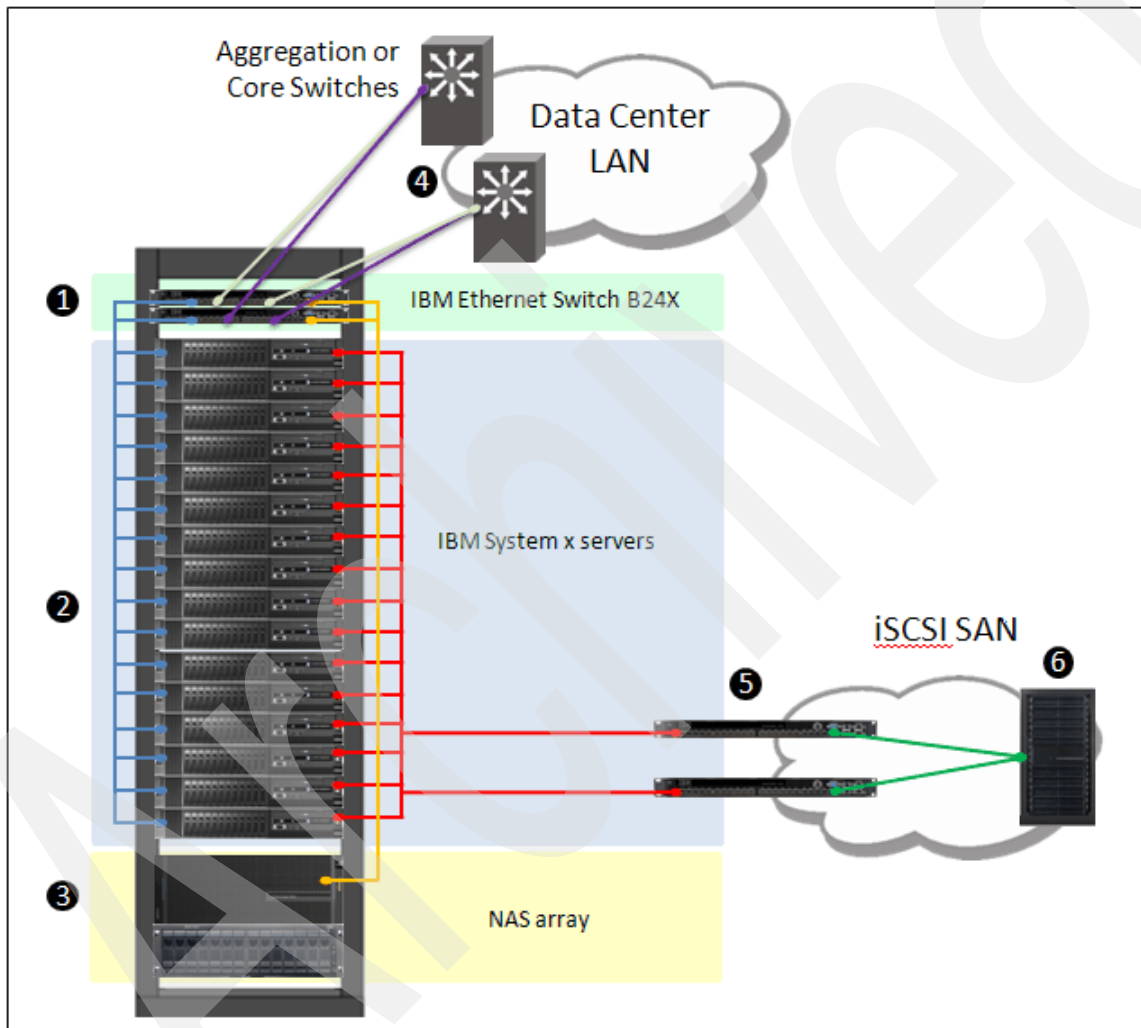 Aggregation or
Core Switches
Data Center
LAN
4
1
IBM Ethernet Switch B24X
IBM System x servers
2
iSCSI SAN
6
5
3
NAS array
Archived